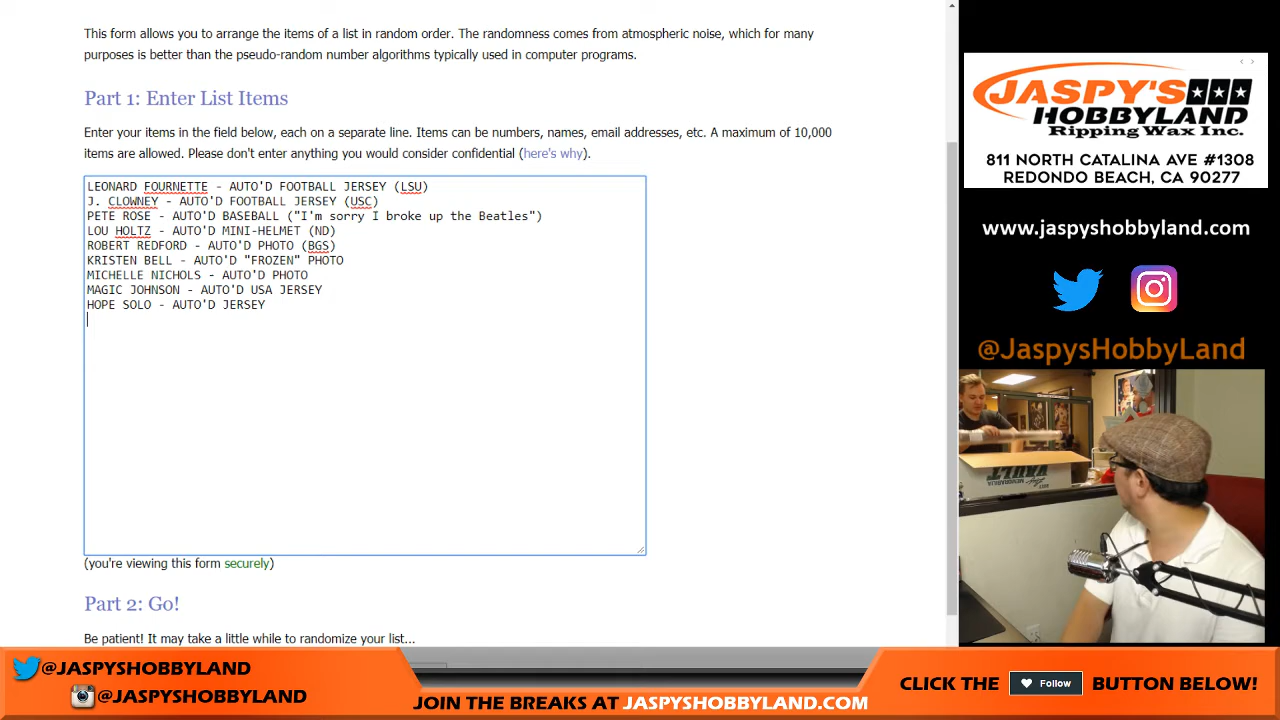 This form allows you to arrange the items of a list in random order. The randomness comes from atmospheric noise, which for many
purposes is better than the pseudo-random number algorithms typically used in computer programs.
Part 1: Enter List Items
Enter your items in the field below, each on a separate line. Items can be numbers, names, email addresses, etc. A maximum of 10,000
items are allowed. Please don't enter anything you would consider confidential (here's why).
LEONARD FOURNETTE - AUTO'D FOOTBALL JERSEY (LSU)
J. CLOWNEY - AUTO'D FOOTBALL JERSEY (USC)
PETE ROSE - AUTO'D BASEBALL ("I'm sorry I broke up the Beatles")
LOU HOLTZ - AUTO'D MINI-HELMET (ND)
ROBERT REDFORD - AUTO'D PHOTO (BGS)
KRISTEN BELL - AUTO'D "FROZEN" PHOTO
MICHELLE NICHOLS - AUTO'D PHOTO
MAGIC JOHNSON - AUTO'D USA JERSEY
HOPE SOLO - AUTO'D JERSEY
(you're viewing this form securely)
Part 2: Go!
Be patient! It may take a little while to randomize your list...
JASPY'S
HOBBYLAND
Ripping Wax Inc.
811 NORTH CATALINA AVE #1308
REDONDO BEACH, CA 90277
www.jaspyshobbyland.com
@JaspysHobbyLand
VAULT
@JASPYSHOBBYLAND
@JASPYSHOBBYLAND
JOIN THE BREAKS AT JASPYSHOBBYLAND.COM
CLICK THE Follow BUTTON BELOW!